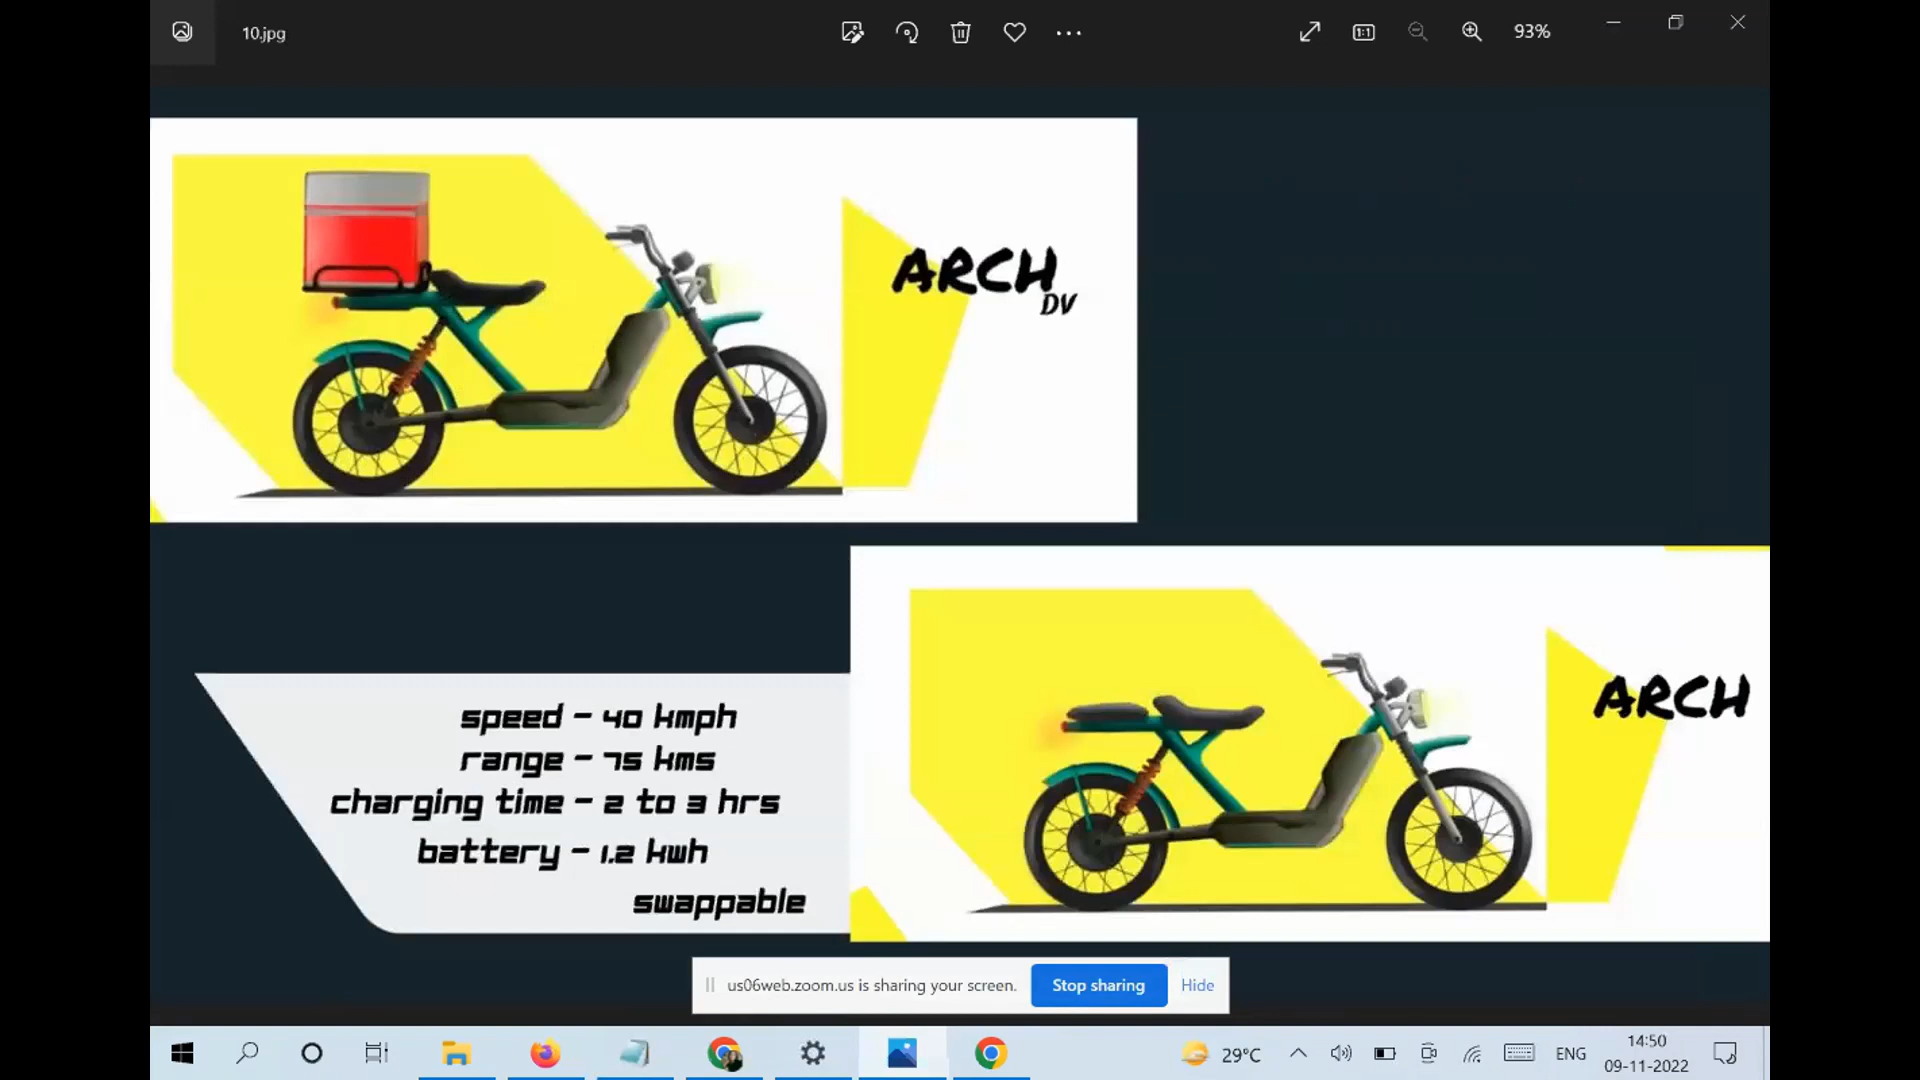 10.jpg
1:1
93%
ARCH
DV
speed - 40 kmph
range - 75 kms
charging time - 2 to 3 hrs
battery - 1.2 kwh
swappable
ARCH
us06web.zoom.us is sharing your screen.
Stop sharing
Hide
29°C
ENG
14:50
09-11-2022